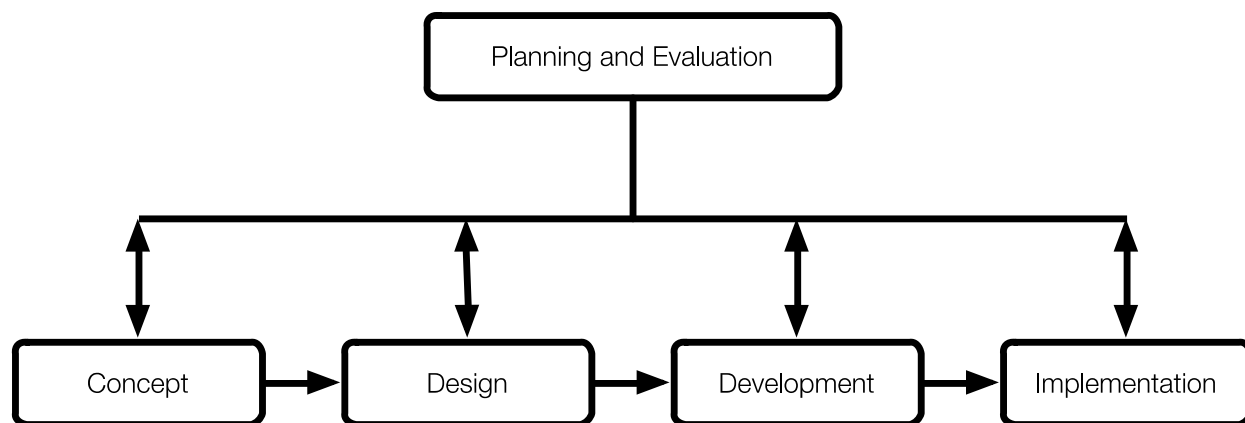 Planning and Evaluation
Concept
Design
Development
Implementation